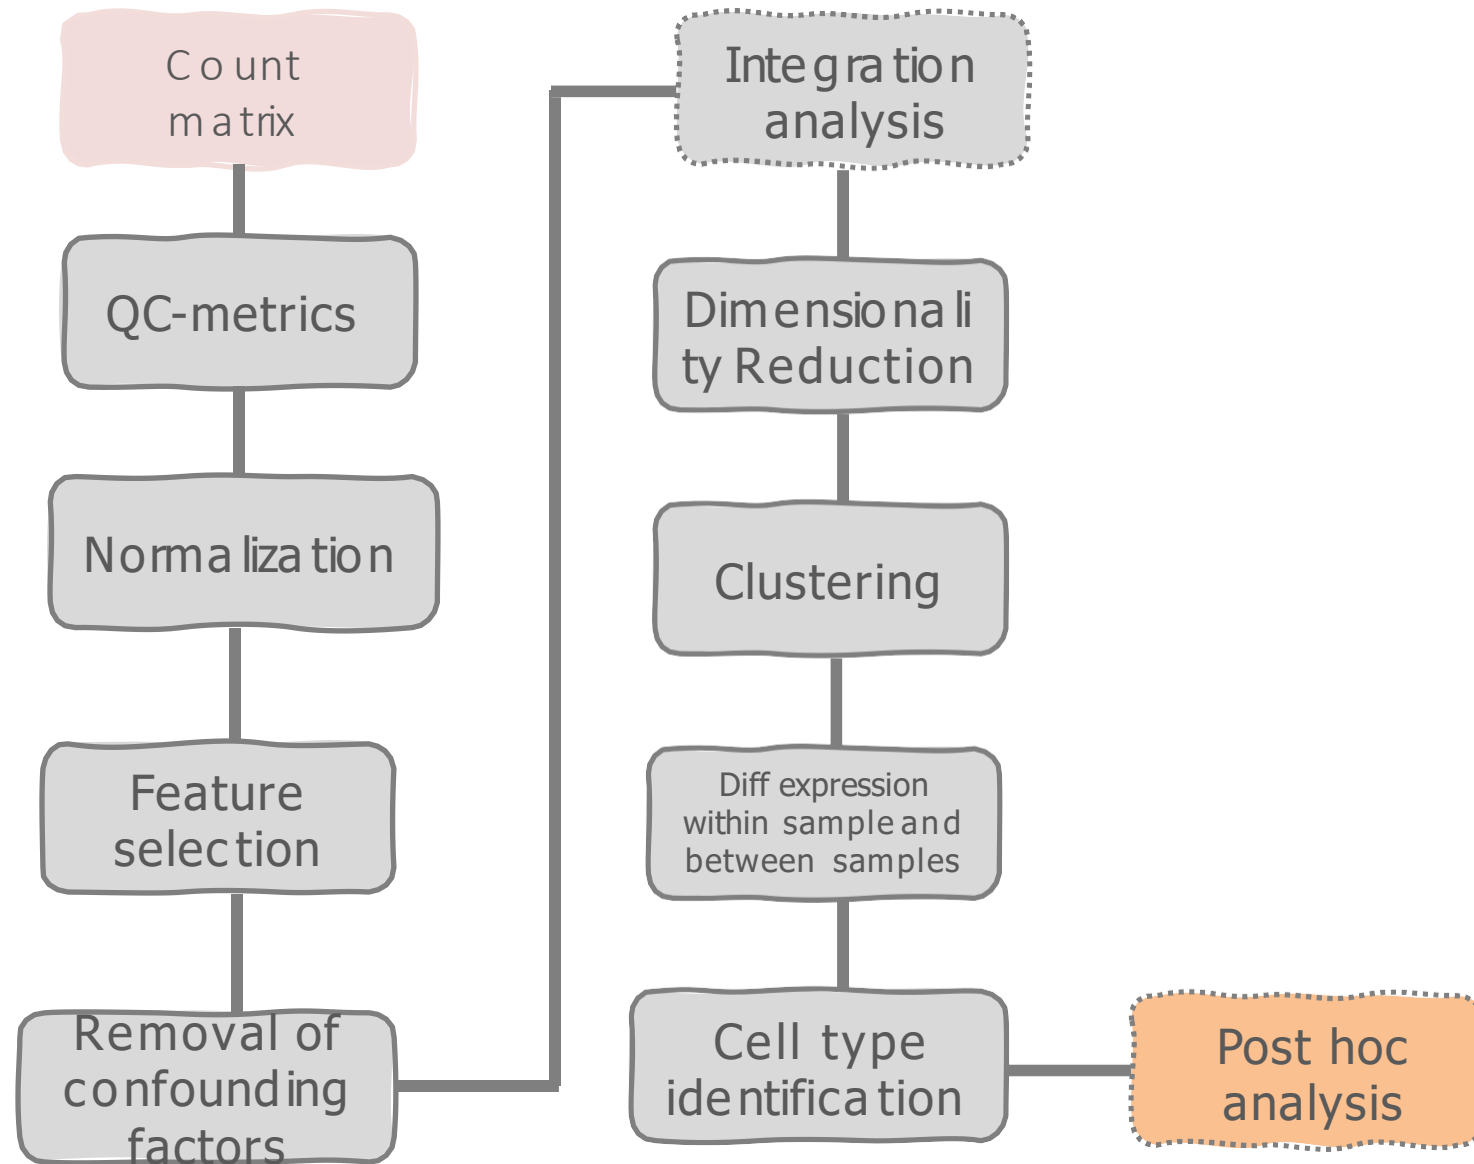 Count
matrix
QC-metrics
Normalization
Feature
selection
Removal of
confounding
factors
Integration
analysis
Dimensionali
ty Reduction
Clustering
Diff expression
within sample and
between samples
Cell type
identification
Post hoc
analysis